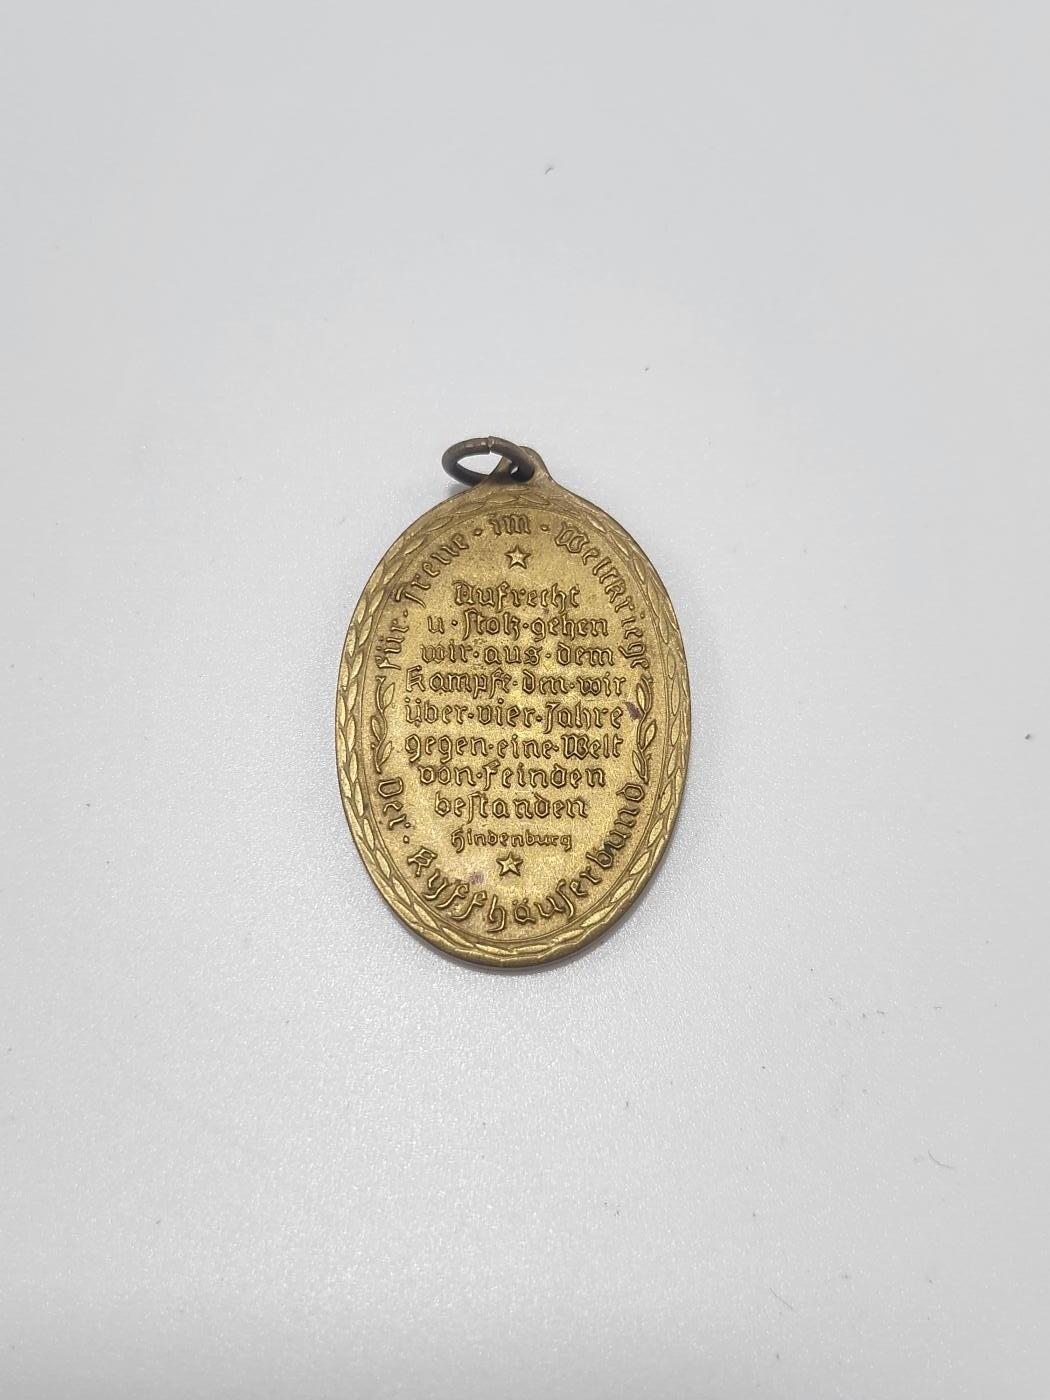 Für · Treue · im · Weltkriege
Aufrecht
u · stolz · gehen
wir · aus · dem
Kampfe · den · wir
über · vier · Jahre
gegen · eine · Welt
von · Feinden
bestanden
Hindenburg
Der · Kyffhäuserbund